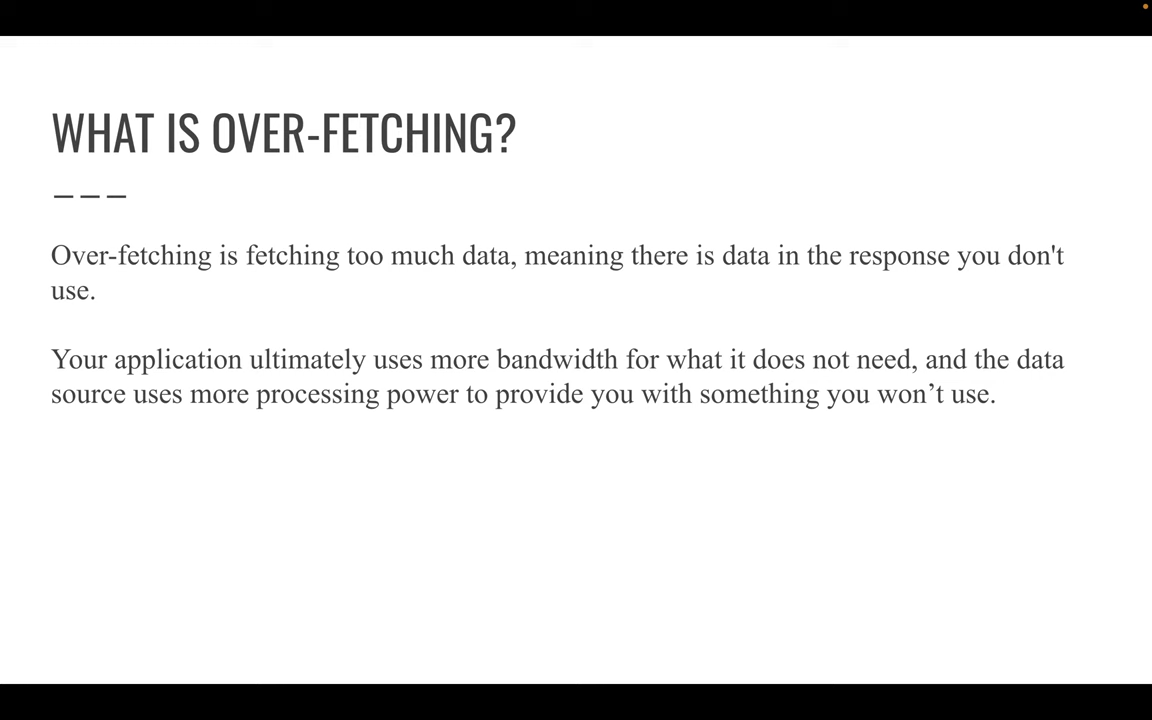 WHAT IS OVER-FETCHING?
Over-fetching is fetching too much data, meaning there is data in the response you don't
use.
Your application ultimately uses more bandwidth for what it does not need, and the data
source uses more processing power to provide you with something you won’t use.